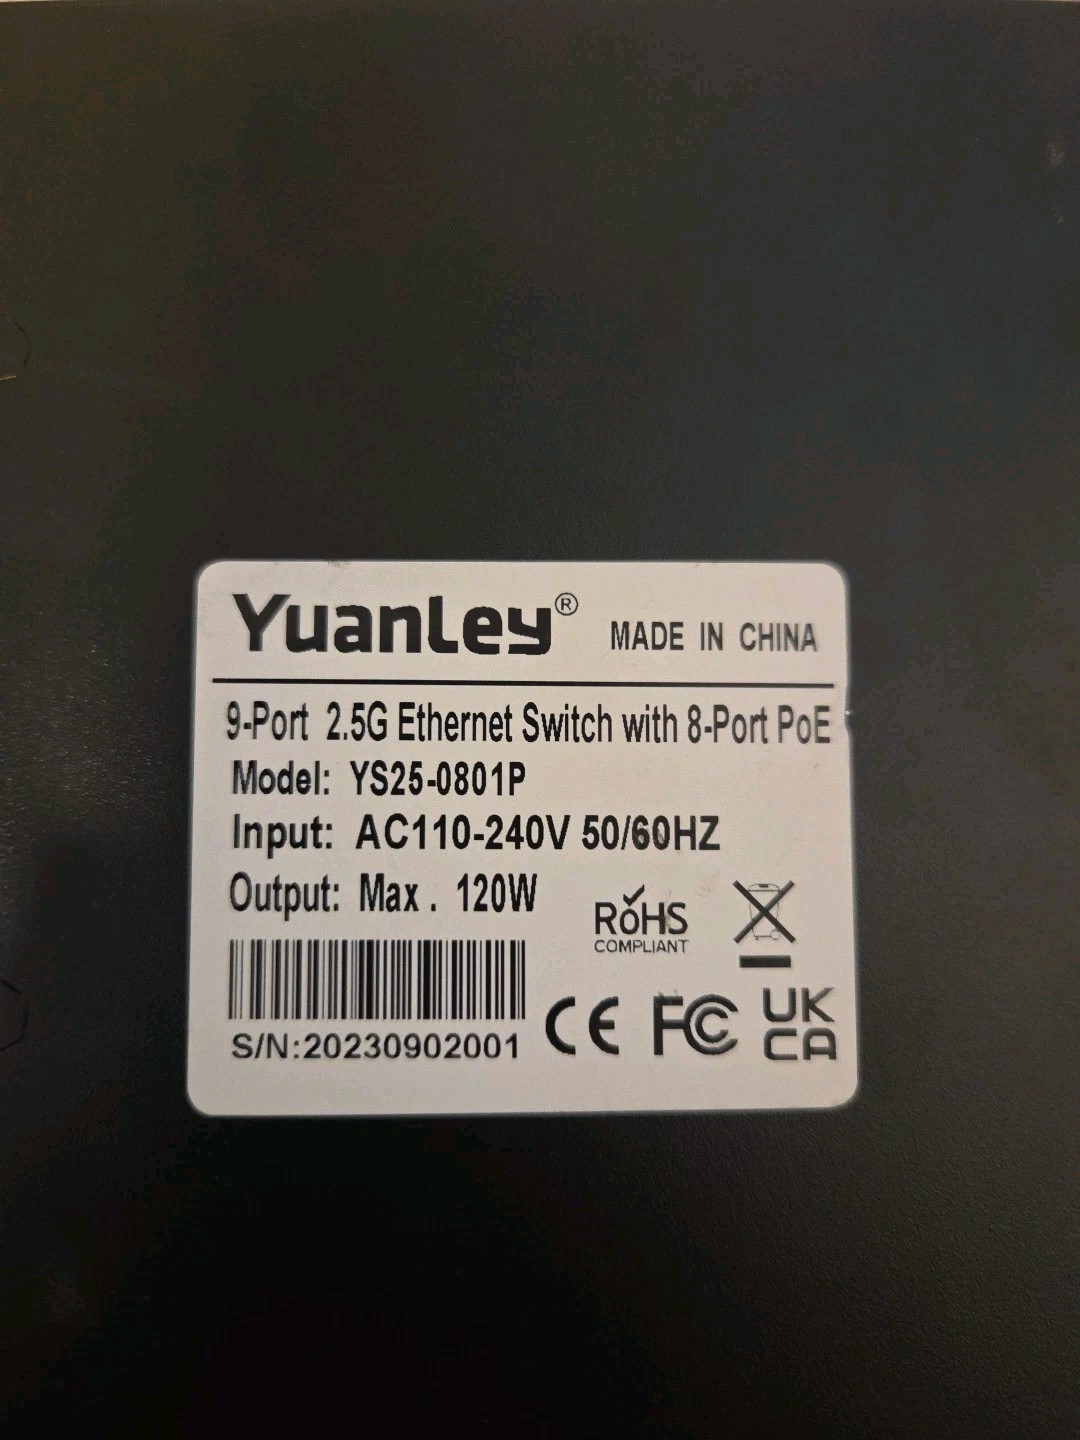 YuanLey® MADE IN CHINA
9-Port 2.5G Ethernet Switch with 8-Port PoE
Model: YS25-0801P
Input: AC110-240V 50/60HZ
Output: Max. 120W
RoHS
COMPLIANT
S/N:20230902001
CE FC UK
CA